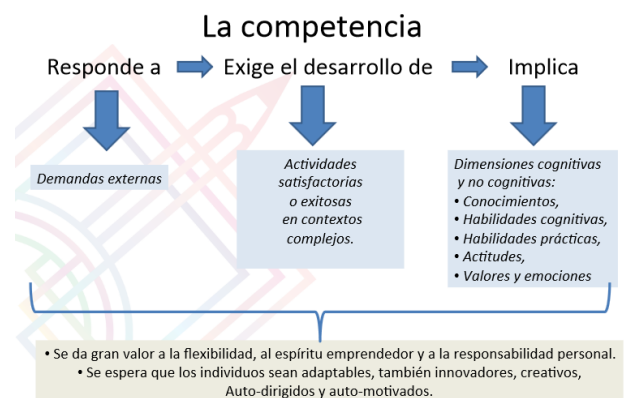 La competencia
Responde a
Exige el desarrollo de
Implica
Demandas externas
Actividades
satisfactorias
o exitosas
en contextos
complejos.
Dimensiones cognitivas
y no cognitivas:
• Conocimientos,
• Habilidades cognitivas,
• Habilidades prácticas,
• Actitudes,
• Valores y emociones
• Se da gran valor a la flexibilidad, al espíritu emprendedor y a la responsabilidad personal.
• Se espera que los individuos sean adaptables, también innovadores, creativos,
Auto-dirigidos y auto-motivados.